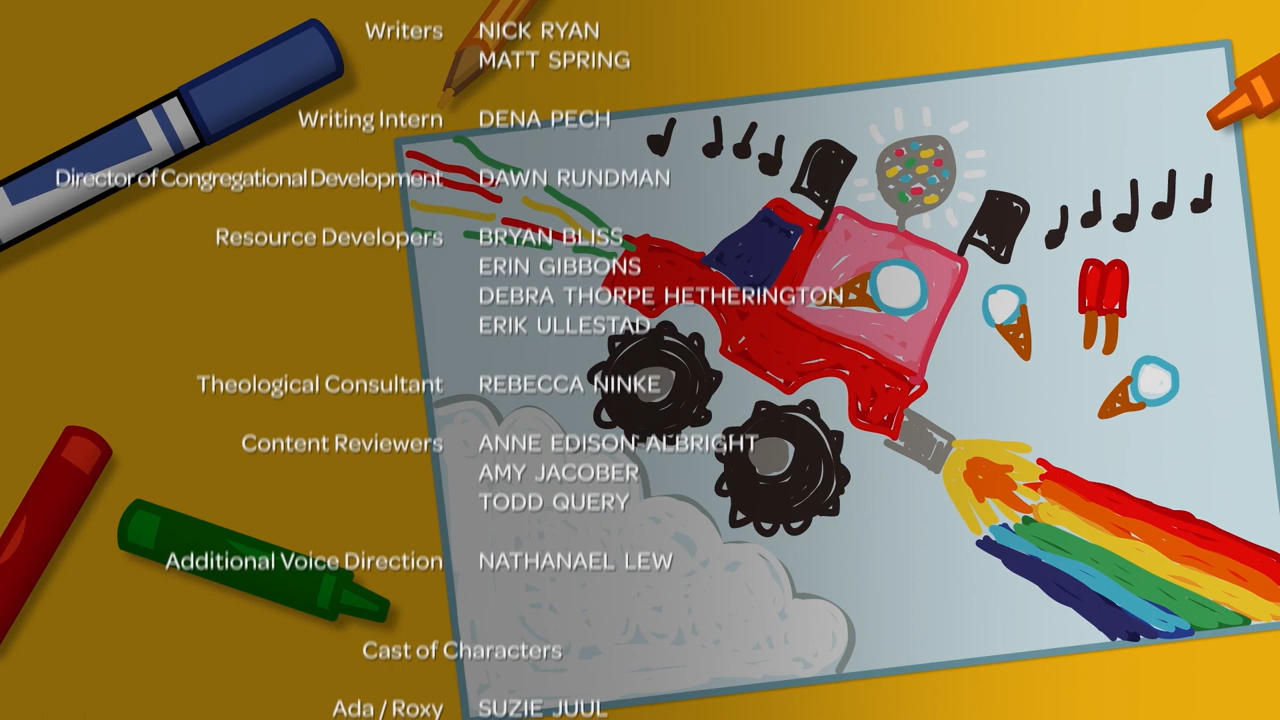 Writers NICK RYAN
MATT SPRING
Writing Intern DENA PECH
Director of Congregational Development DAWN RUNDMAN
Resource Developers BRYAN BLISS
ERIN GIBBONS
DEBRA THORPE HETHERINGTON
ERIK ULLESTAD
Theological Consultant REBECCA NINKE
Content Reviewers ANNE EDISON-ALBRIGHT
AMY JACOBER
TODD QUERY
Additional Voice Direction NATHANAEL LEW
Cast of Characters
Ada / Roxy SUZIE JUUL